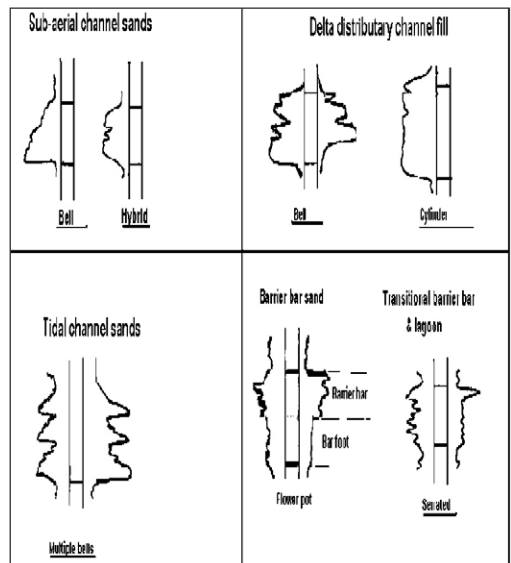 Sub-aerial channel sands
Bell
Hybrid
Delta distributary channel fill
Bell
Cylinder
Tidal channel sands
Multiple bells
Barrier bar sand
Barrier bar
Bar foot
Flower pot
Transitional barrier bar
& lagoon
Serrated